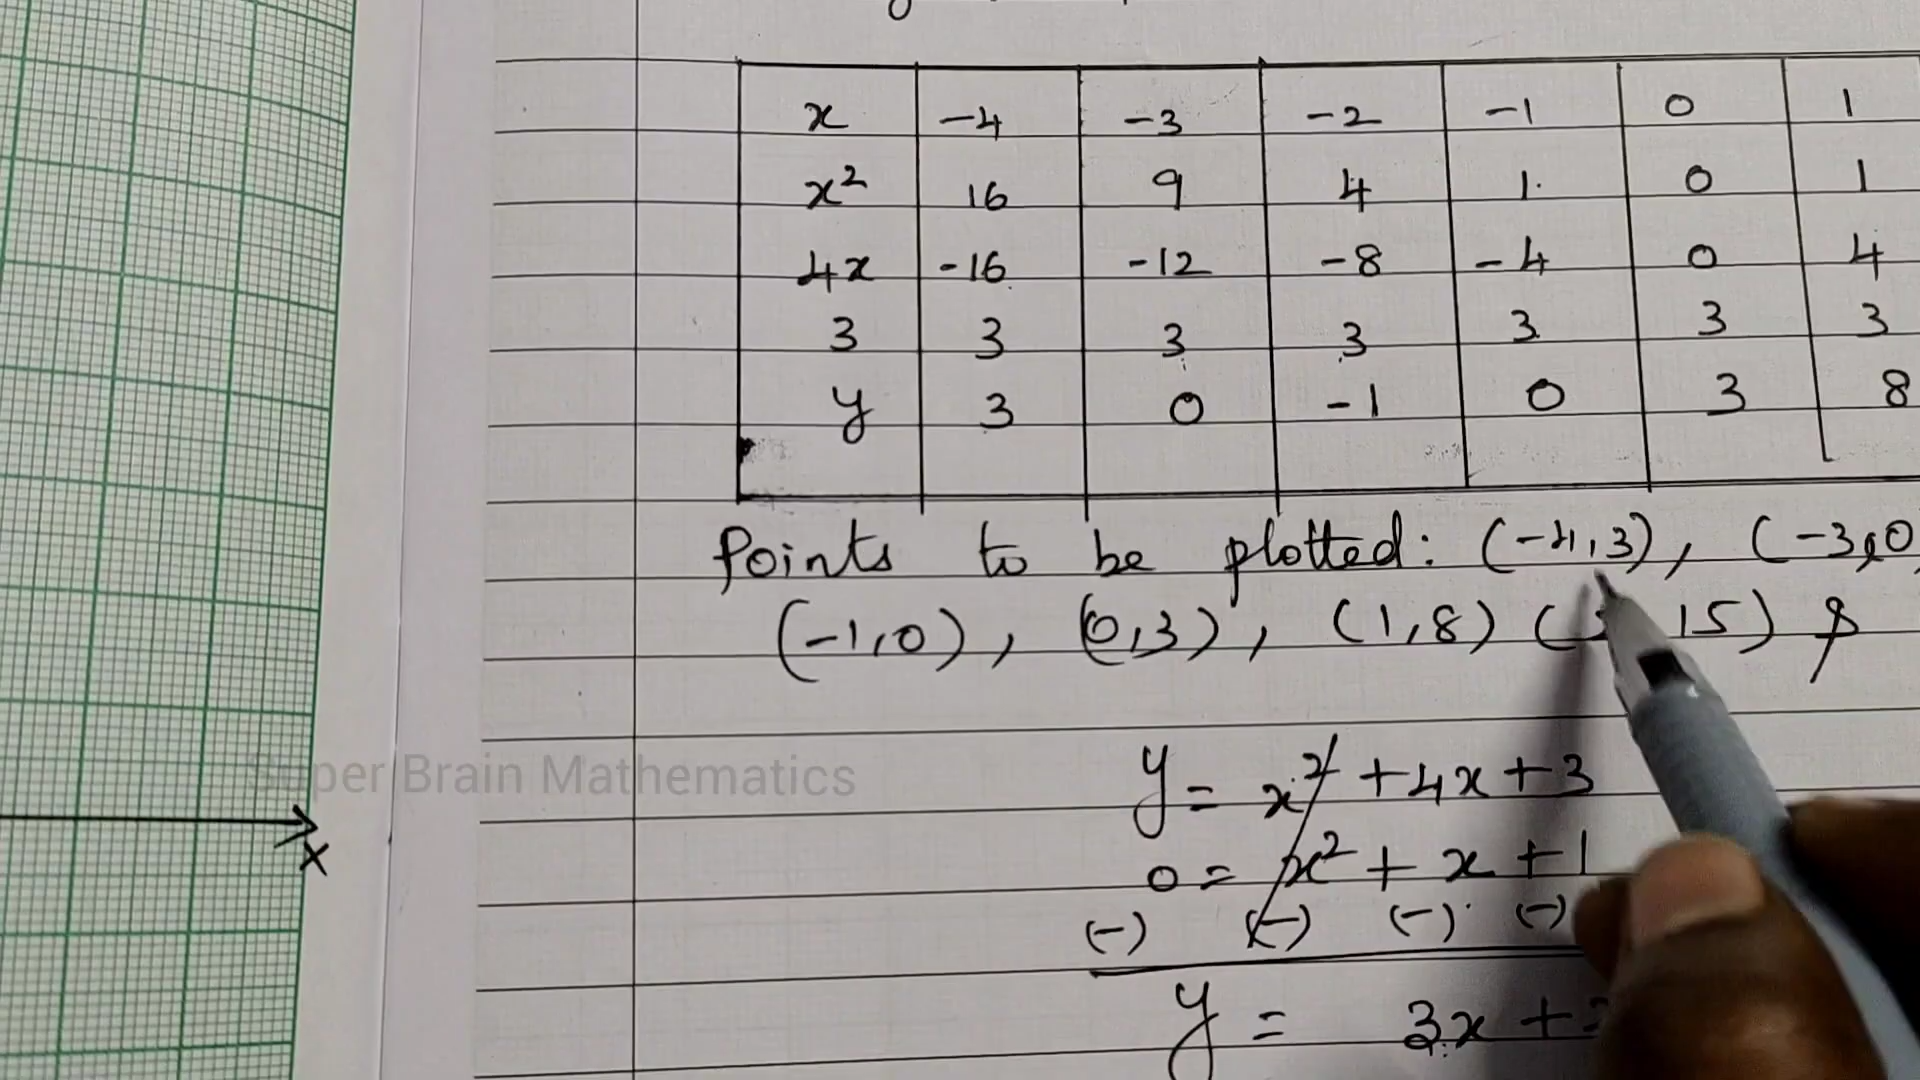 x -4 -3 -2 -1 0 1
x² 16 9 4 1 0 1
4x -16 -12 -8 -4 0 4
3 3 3 3 3 3 3
y 3 0 -1 0 3 8
Points to be plotted: (-4,3), (-3,0
(-1,0), (0,3), (1,8) ( 15)
y = x² + 4x + 3
0 = x² + x + 1
(-) (-) (-) (-)
y = 3x +
X
Super Brain Mathematics